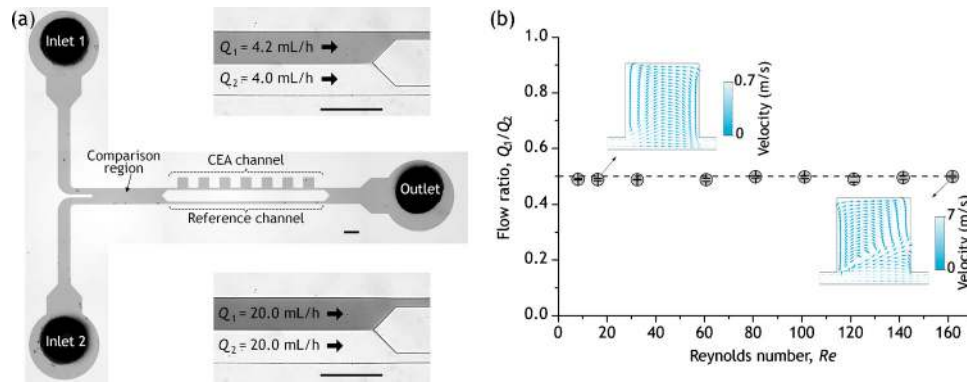 (a)
Inlet 1
Q₁ = 4.2 mL/h
Q₂ = 4.0 mL/h
Comparison
region
CEA channel
Reference channel
Outlet
Inlet 2
Q₁ = 20.0 mL/h
Q₂ = 20.0 mL/h
(b)
Flow ratio, Q₁/Q₂
1.0
0.8
0.6
0.4
0.2
0.0
0.7
0
Velocity (m/s)
7
0
Velocity (m/s)
0 20 40 60 80 100 120 140 160
Reynolds number, Re